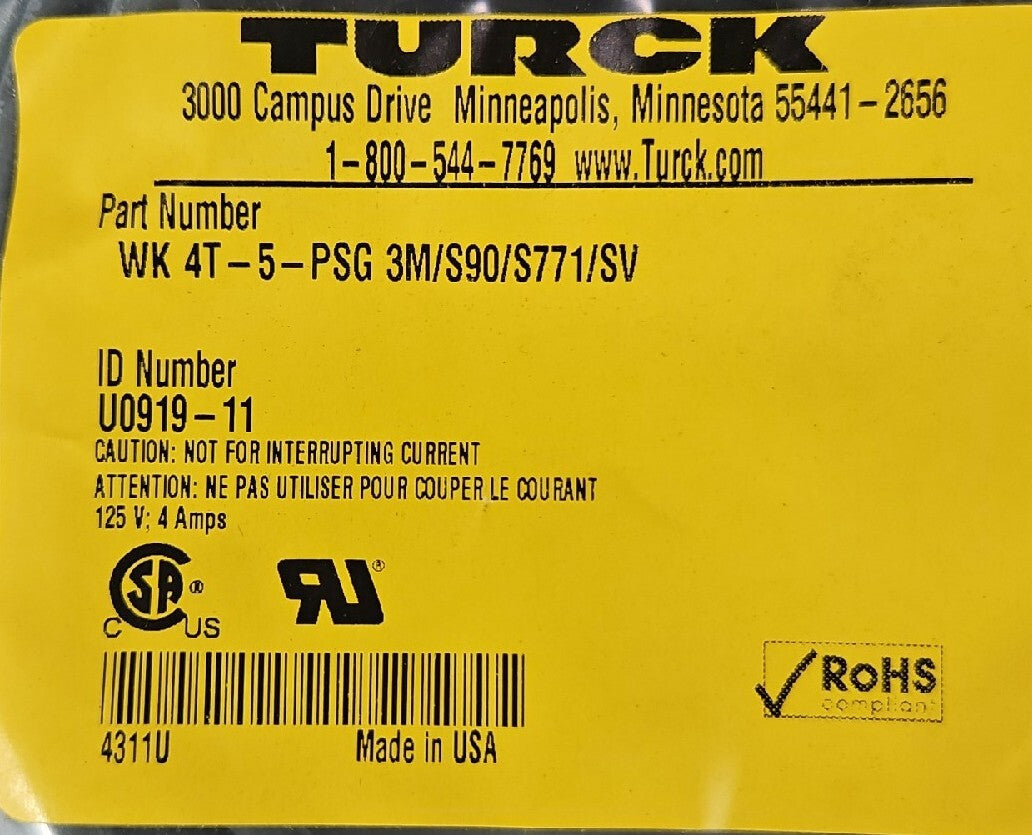 TURCK
3000 Campus Drive Minneapolis, Minnesota 55441-2656
1-800-544-7769 www.Turck.com
Part Number
WK 4T-5-PSG 3M/S90/S771/SV
ID Number
U0919-11
CAUTION: NOT FOR INTERRUPTING CURRENT
ATTENTION: NE PAS UTILISER POUR COUPER LE COURANT
125 V; 4 Amps
C SA ® C US RU ®
RoHS
compliant
4311U Made in USA